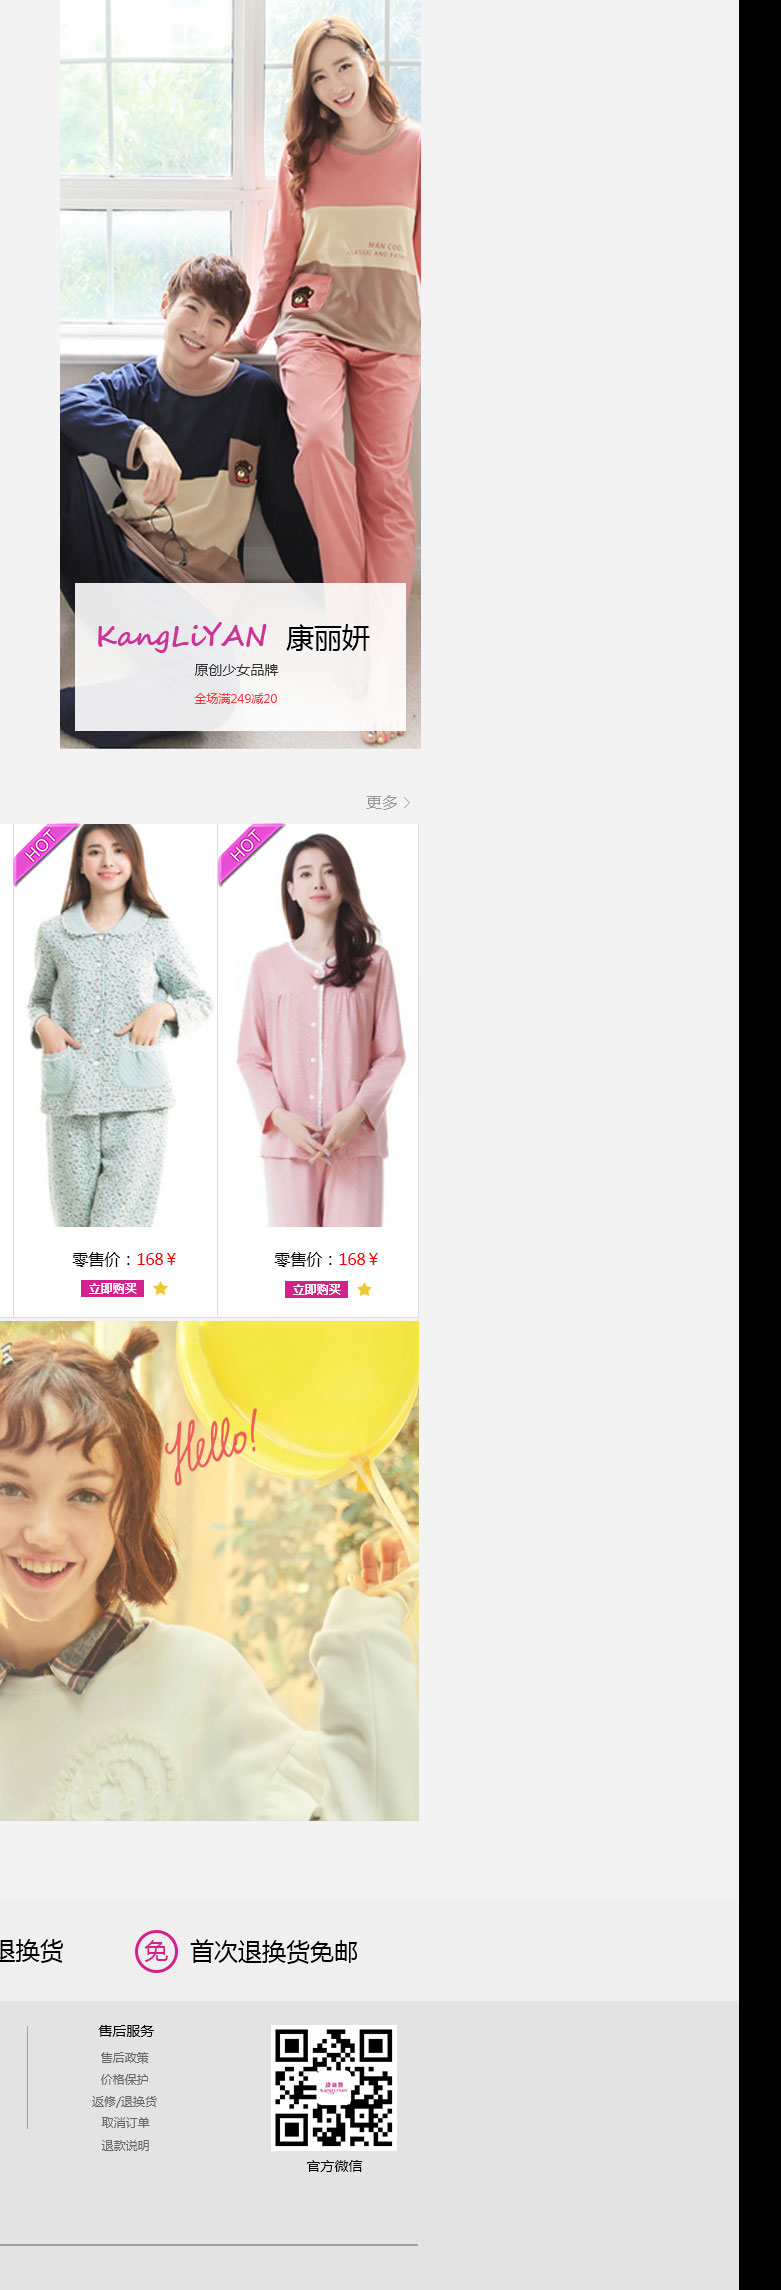 MAN COOL
CLASSIC AND FASH
KangLiYAN 康丽妍
原创少女品牌
全场满249减20
更多 >
HOT
HOT
零售价：168￥
零售价：168￥
立即购买
立即购买
Hello!
退换货
免 首次退换货免邮
售后服务
售后政策
价格保护
返修/退换货
取消订单
退款说明
康丽妍
KangLiYAN
官方微信